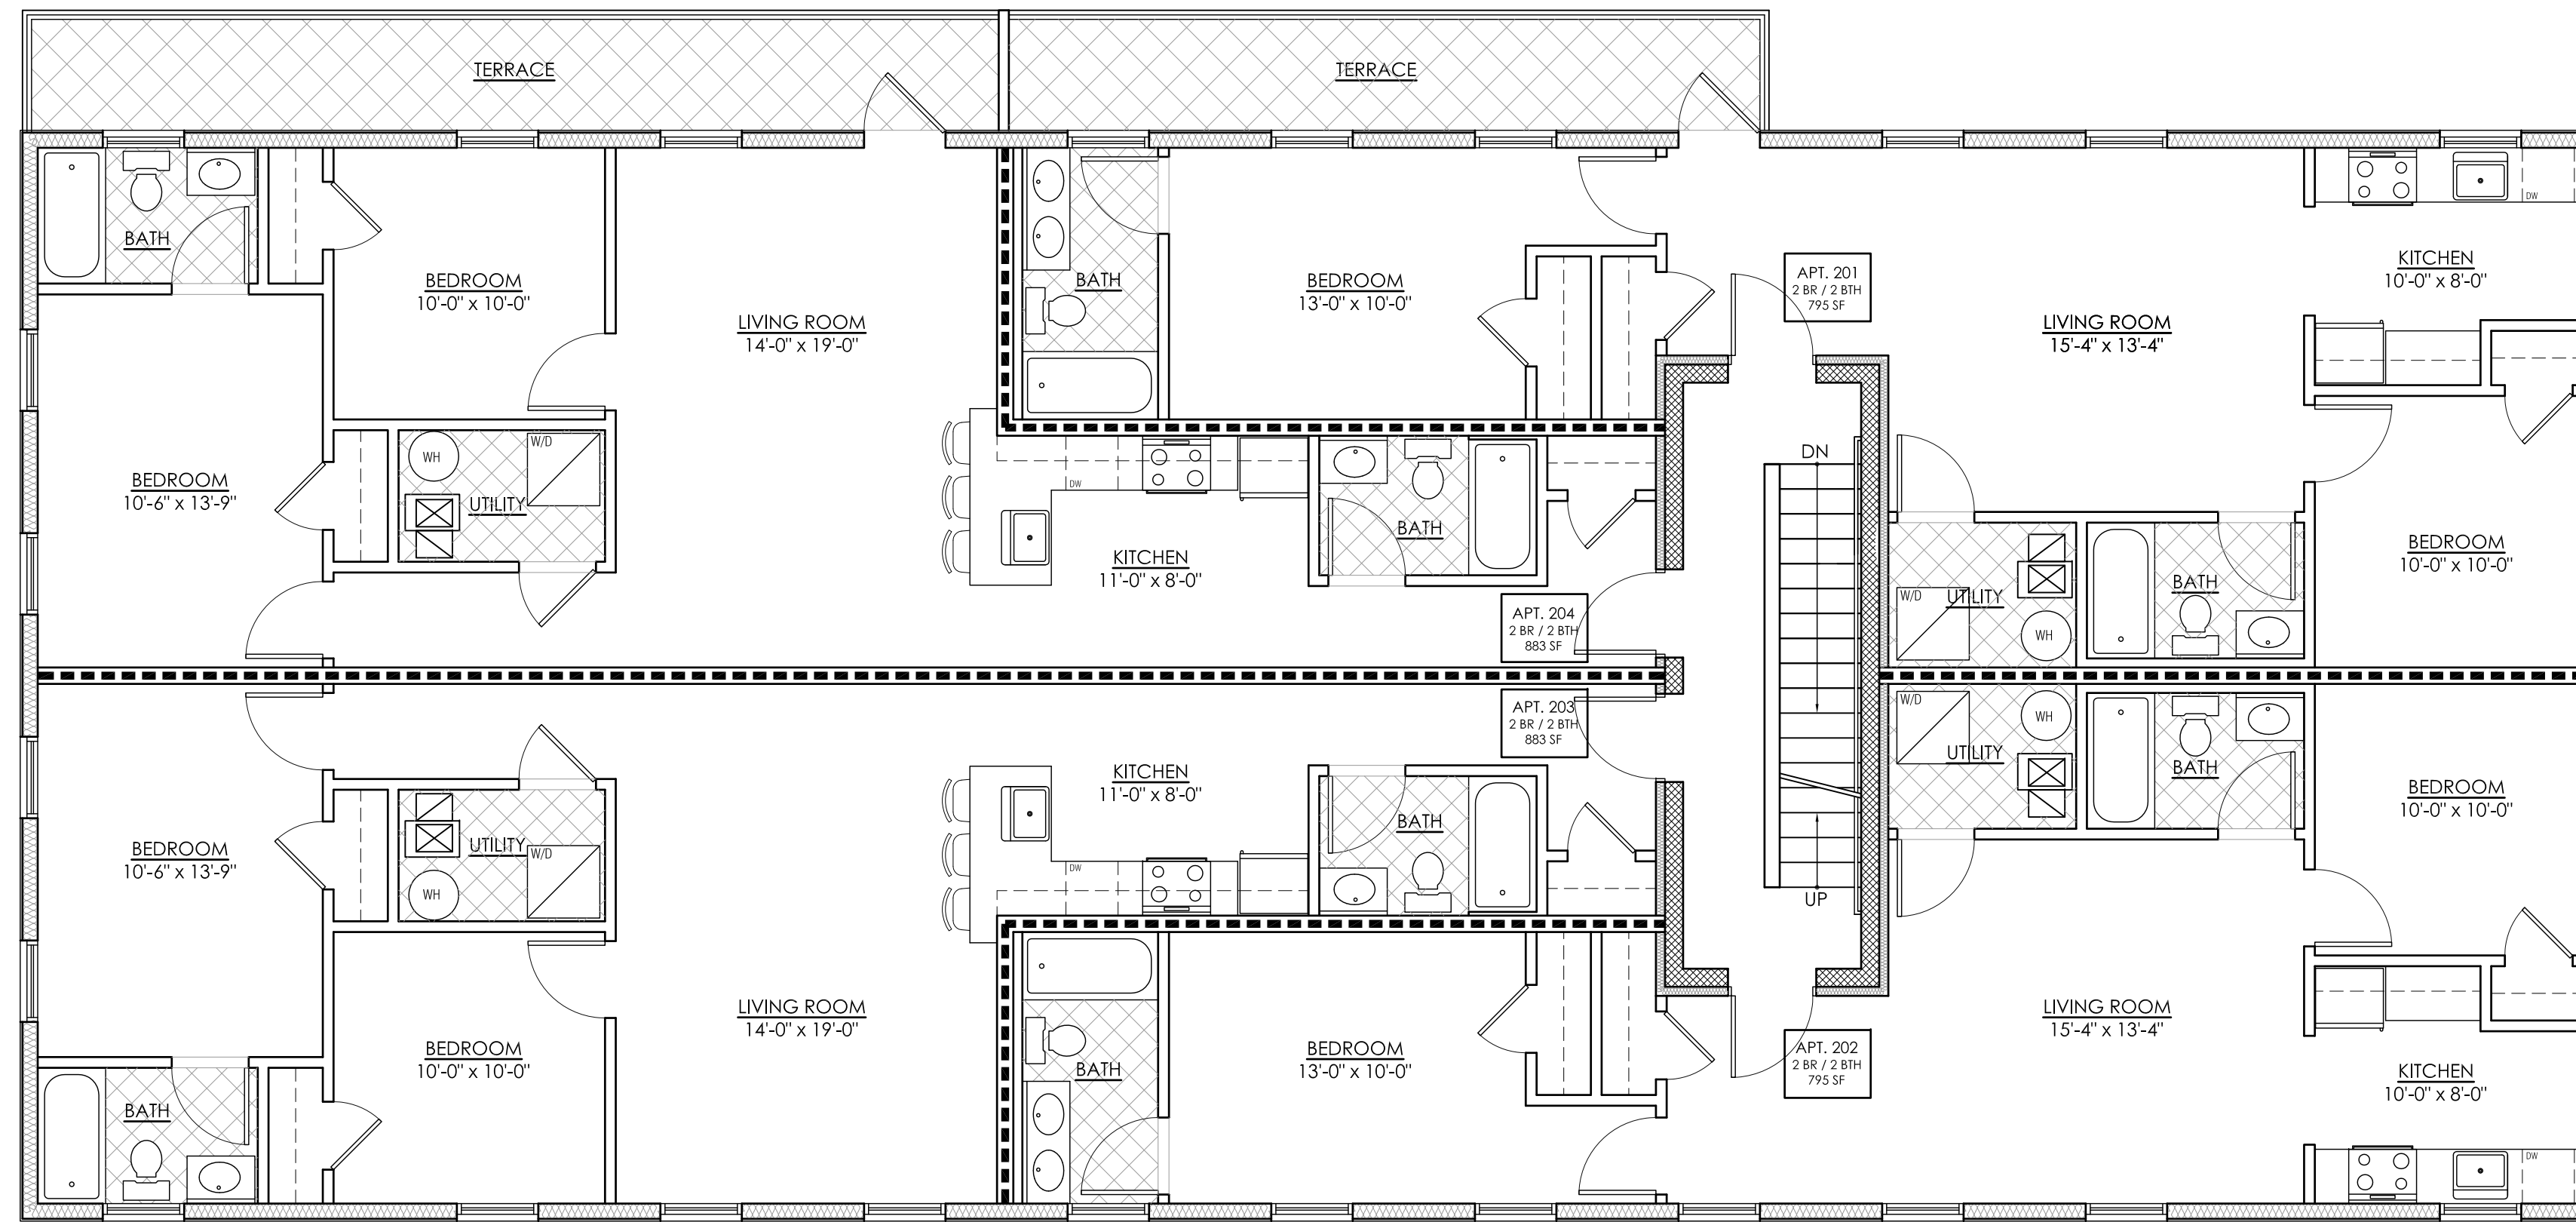 TERRACE
TERRACE
BATH
BEDROOM
10'-0" x 10'-0"
LIVING ROOM
14'-0" x 19'-0"
BATH
BEDROOM
13'-0" x 10'-0"
APT. 201
2 BR / 2 BTH
795 SF
LIVING ROOM
15'-4" x 13'-4"
DW
KITCHEN
10'-0" x 8'-0"
BEDROOM
10'-6" x 13'-9"
WH
W/D
UTILITY
DW
KITCHEN
11'-0" x 8'-0"
BATH
APT. 204
2 BR / 2 BTH
883 SF
DN
W/D
UTILITY
WH
BATH
BEDROOM
10'-0" x 10'-0"
BEDROOM
10'-6" x 13'-9"
UTILITY
W/D
WH
KITCHEN
11'-0" x 8'-0"
DW
BATH
APT. 203
2 BR / 2 BTH
883 SF
UP
W/D
UTILITY
WH
BATH
BEDROOM
10'-0" x 10'-0"
BATH
BEDROOM
10'-0" x 10'-0"
LIVING ROOM
14'-0" x 19'-0"
BATH
BEDROOM
13'-0" x 10'-0"
APT. 202
2 BR / 2 BTH
795 SF
LIVING ROOM
15'-4" x 13'-4"
KITCHEN
10'-0" x 8'-0"
DW